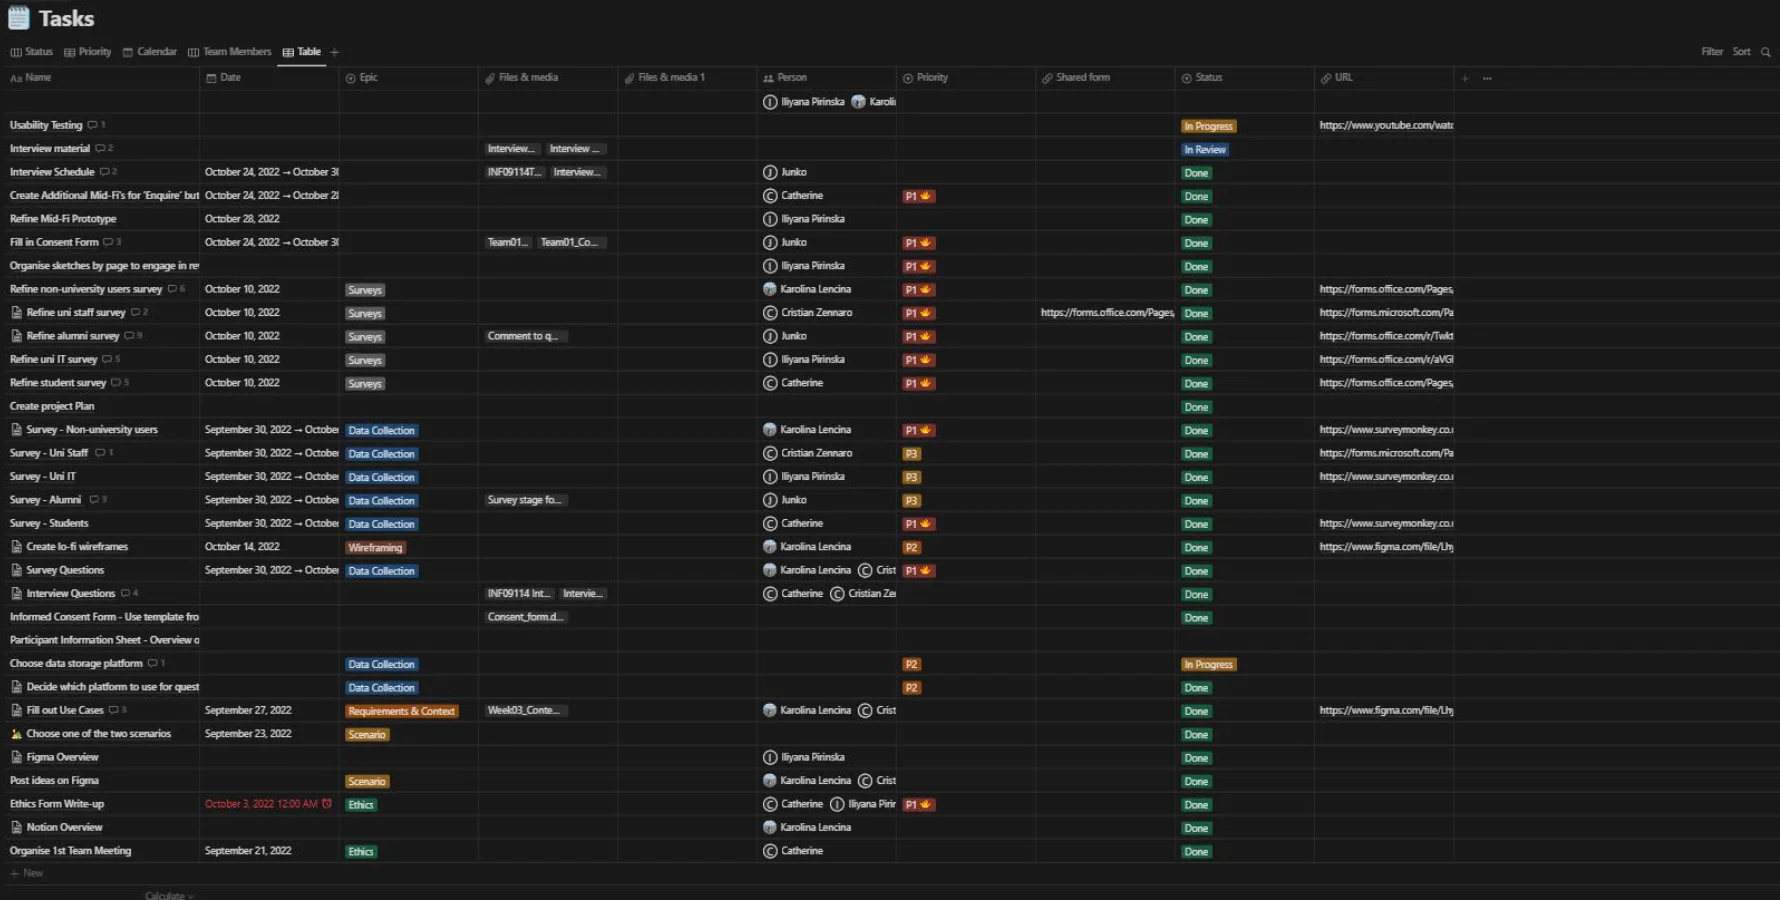 Tasks
Status Priority Calendar Team Members Table +
Filter Sort
Aa Name Date Epic Files & media Files & media 1 Person Priority Shared form Status URL + ...
Iliyana Pirinska Karoli
Usability Testing 1 In Progress https://www.youtube.com/watc
Interview material 2 Interview... Interview ... In Review
Interview Schedule 2 October 24, 2022 → October 30 INF09114T... Interview... J Junko Done
Create Additional Mid-Fi's for 'Enquire' but October 24, 2022 → October 28 C Catherine P1 Done
Refine Mid-Fi Prototype October 28, 2022 I Iliyana Pirinska Done
Fill in Consent Form 3 October 24, 2022 → October 30 Team01... Team01_Co... J Junko P1 Done
Organise sketches by page to engage in re I Iliyana Pirinska P1 Done
Refine non-university users survey 6 October 10, 2022 Surveys Karolina Lencina P1 Done https://forms.office.com/Pages,
Refine uni staff survey 2 October 10, 2022 Surveys C Cristian Zennaro P1 https://forms.office.com/Pages, Done https://forms.microsoft.com/Pa
Refine alumni survey 9 October 10, 2022 Surveys Comment to q... J Junko P1 Done https://forms.office.com/r/Twkt
Refine uni IT survey 5 October 10, 2022 Surveys I Iliyana Pirinska P1 Done https://forms.office.com/r/aVGI
Refine student survey 5 October 10, 2022 Surveys C Catherine P1 Done https://forms.office.com/Pages,
Create project Plan Done
Survey - Non-university users September 30, 2022 → October Data Collection Karolina Lencina P1 Done https://www.surveymonkey.co.u
Survey - Uni Staff 1 September 30, 2022 → October Data Collection C Cristian Zennaro P3 Done https://forms.microsoft.com/Pa
Survey - Uni IT September 30, 2022 → October Data Collection I Iliyana Pirinska P3 Done https://www.surveymonkey.co.u
Survey - Alumni 3 September 30, 2022 → October Data Collection Survey stage fo... J Junko P3 Done
Survey - Students September 30, 2022 → October Data Collection C Catherine P1 Done https://www.surveymonkey.co.u
Create lo-fi wireframes October 14, 2022 Wireframing Karolina Lencina P2 Done https://www.figma.com/file/Lhy
Survey Questions September 30, 2022 → October Data Collection Karolina Lencina C Crist P1 Done
Interview Questions 4 INF09114 Int... Intervie... C Catherine C Cristian Zei Done
Informed Consent Form - Use template fro Consent_form.d... Done
Participant Information Sheet - Overview o
Choose data storage platform 1 Data Collection P2 In Progress
Decide which platform to use for quest Data Collection P2 Done
Fill out Use Cases 3 September 27, 2022 Requirements & Context Week03_Conte... Karolina Lencina C Crist Done https://www.figma.com/file/Lhy
Choose one of the two scenarios September 23, 2022 Scenario Done
Figma Overview I Iliyana Pirinska Done
Post ideas on Figma Scenario Karolina Lencina C Crist Done
Ethics Form Write-up October 3, 2022 12:00 AM Ethics C Catherine I Iliyana Pirir P1 Done
Notion Overview Karolina Lencina Done
Organise 1st Team Meeting September 21, 2022 Ethics C Catherine Done
+ New
Calculate